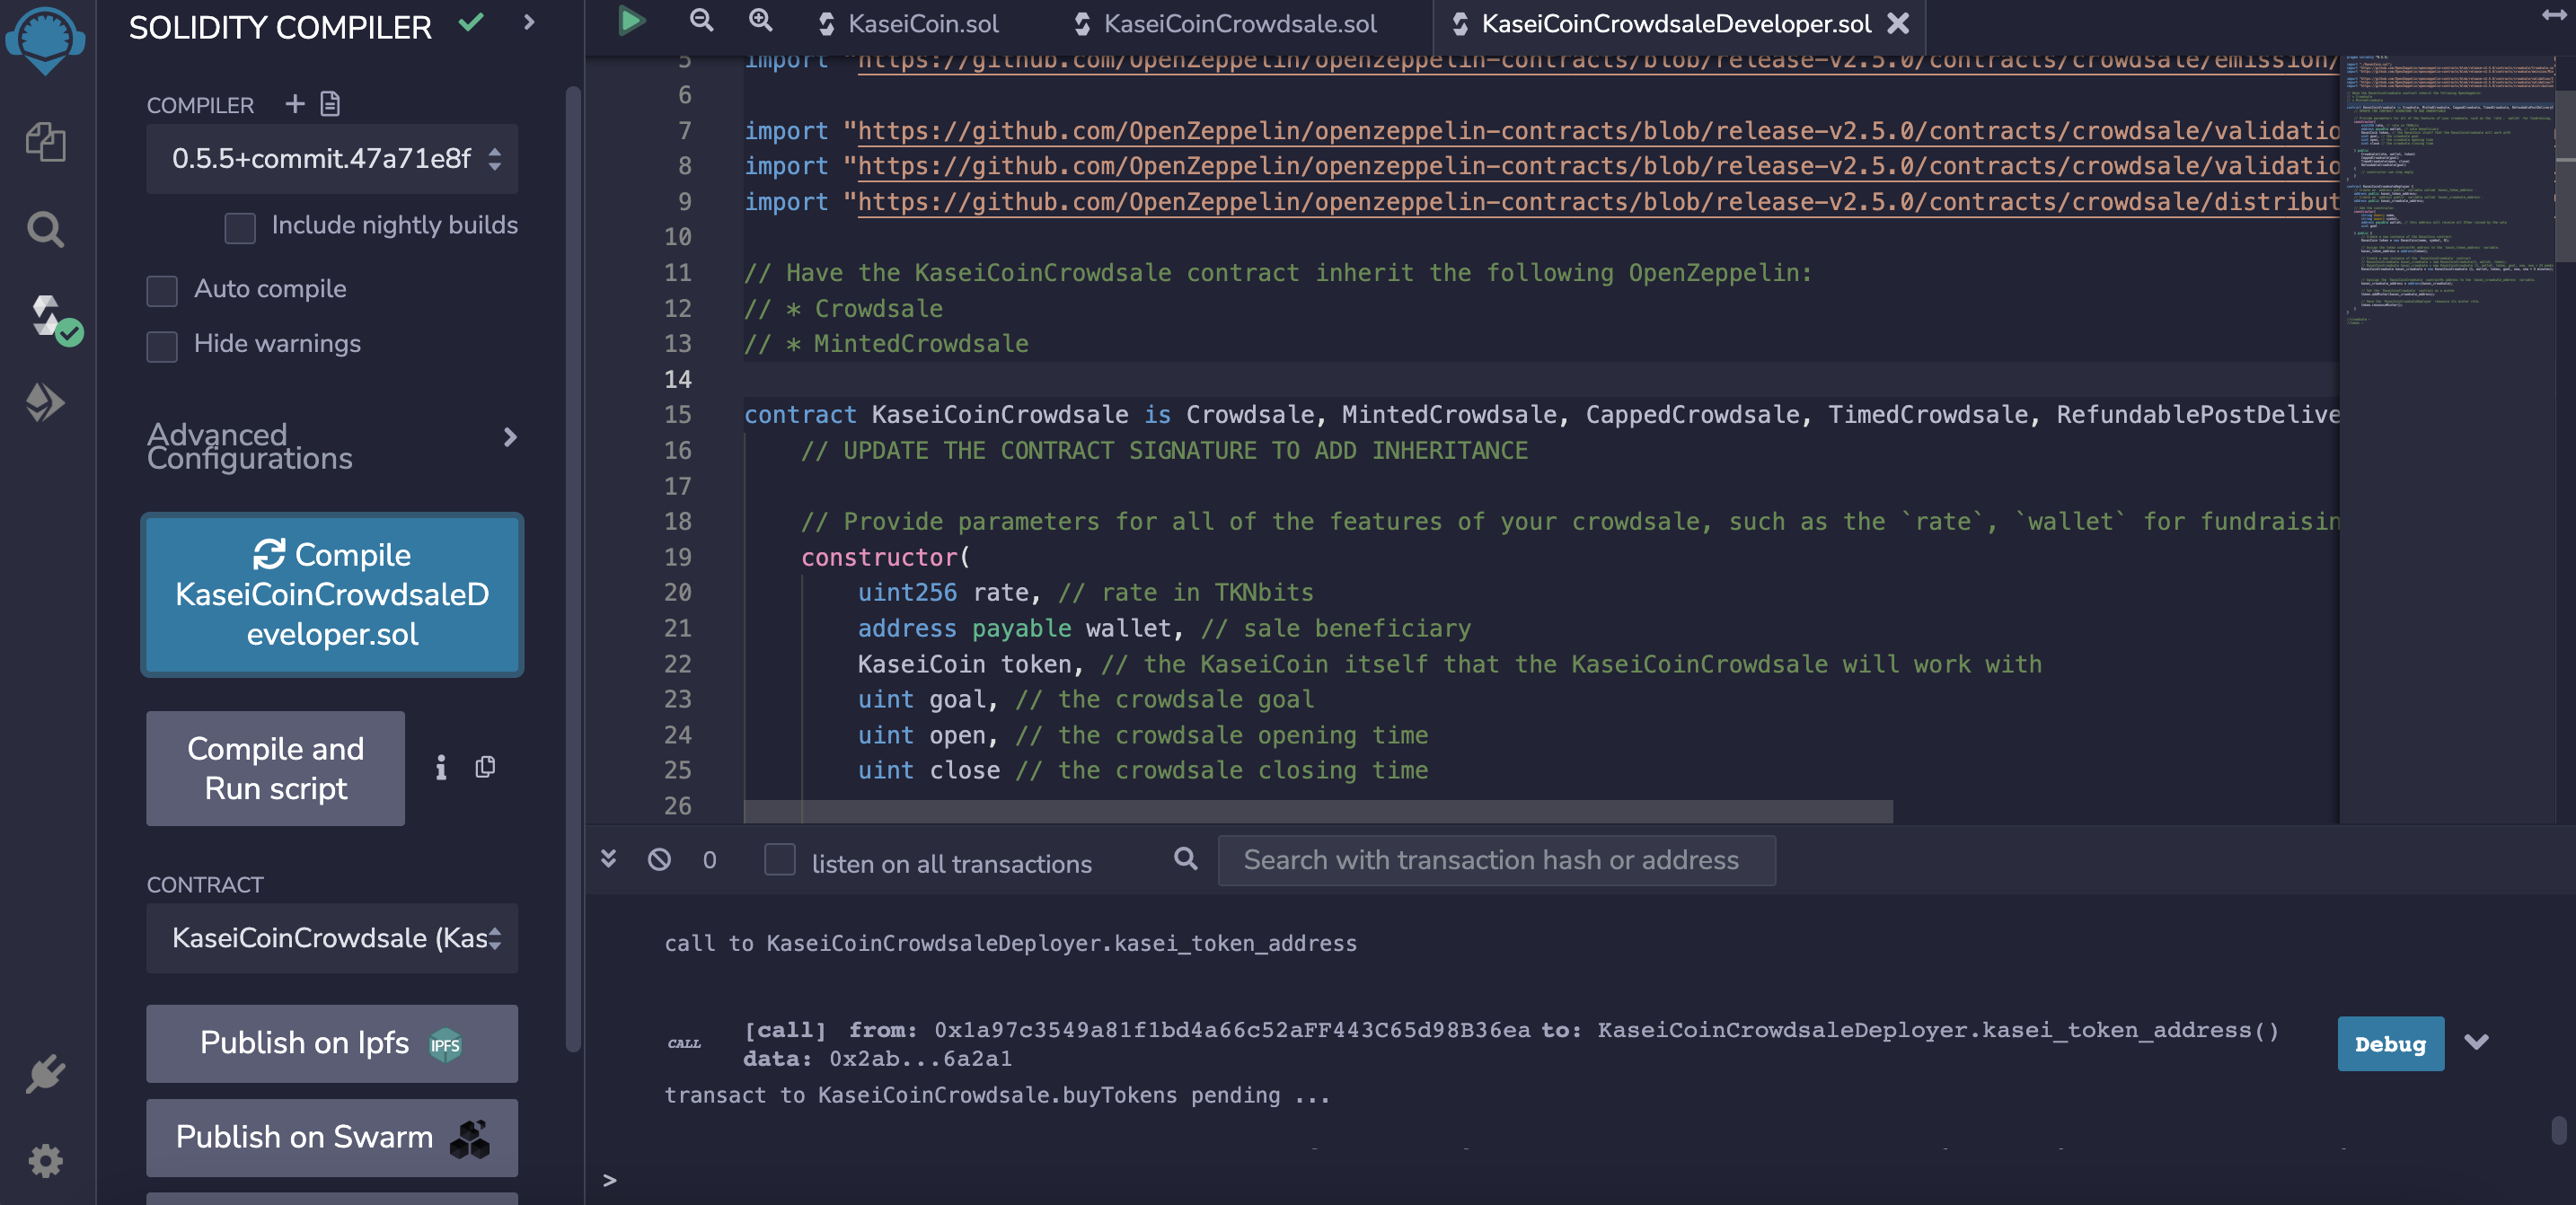 SOLIDITY COMPILER
COMPILER
0.5.5+commit.47a71e8f
Include nightly builds
Auto compile
Hide warnings
Advanced
Configurations
Compile
KaseiCoinCrowdsaleD
eveloper.sol
Compile and
Run script
CONTRACT
KaseiCoinCrowdsale (Kas
Publish on Ipfs
IPFS
Publish on Swarm
KaseiCoin.sol
KaseiCoinCrowdsale.sol
KaseiCoinCrowdsaleDeveloper.sol
5 import "https://github.com/OpenZeppelin/openzeppelin-contracts/blob/release-v2.5.0/contracts/crowdsale/emission/
6
7 import "https://github.com/OpenZeppelin/openzeppelin-contracts/blob/release-v2.5.0/contracts/crowdsale/validatio
8 import "https://github.com/OpenZeppelin/openzeppelin-contracts/blob/release-v2.5.0/contracts/crowdsale/validatio
9 import "https://github.com/OpenZeppelin/openzeppelin-contracts/blob/release-v2.5.0/contracts/crowdsale/distribut
10
11 // Have the KaseiCoinCrowdsale contract inherit the following OpenZeppelin:
12 // * Crowdsale
13 // * MintedCrowdsale
14
15 contract KaseiCoinCrowdsale is Crowdsale, MintedCrowdsale, CappedCrowdsale, TimedCrowdsale, RefundablePostDelive
16 // UPDATE THE CONTRACT SIGNATURE TO ADD INHERITANCE
17
18 // Provide parameters for all of the features of your crowdsale, such as the `rate`, `wallet` for fundraisin
19 constructor(
20 uint256 rate, // rate in TKNbits
21 address payable wallet, // sale beneficiary
22 KaseiCoin token, // the KaseiCoin itself that the KaseiCoinCrowdsale will work with
23 uint goal, // the crowdsale goal
24 uint open, // the crowdsale opening time
25 uint close // the crowdsale closing time
26
0
listen on all transactions
Search with transaction hash or address
call to KaseiCoinCrowdsaleDeployer.kasei_token_address
CALL
[call] from: 0x1a97c3549a81f1bd4a66c52aFF443C65d98B36ea to: KaseiCoinCrowdsaleDeployer.kasei_token_address()
data: 0x2ab...6a2a1
Debug
transact to KaseiCoinCrowdsale.buyTokens pending ...
>